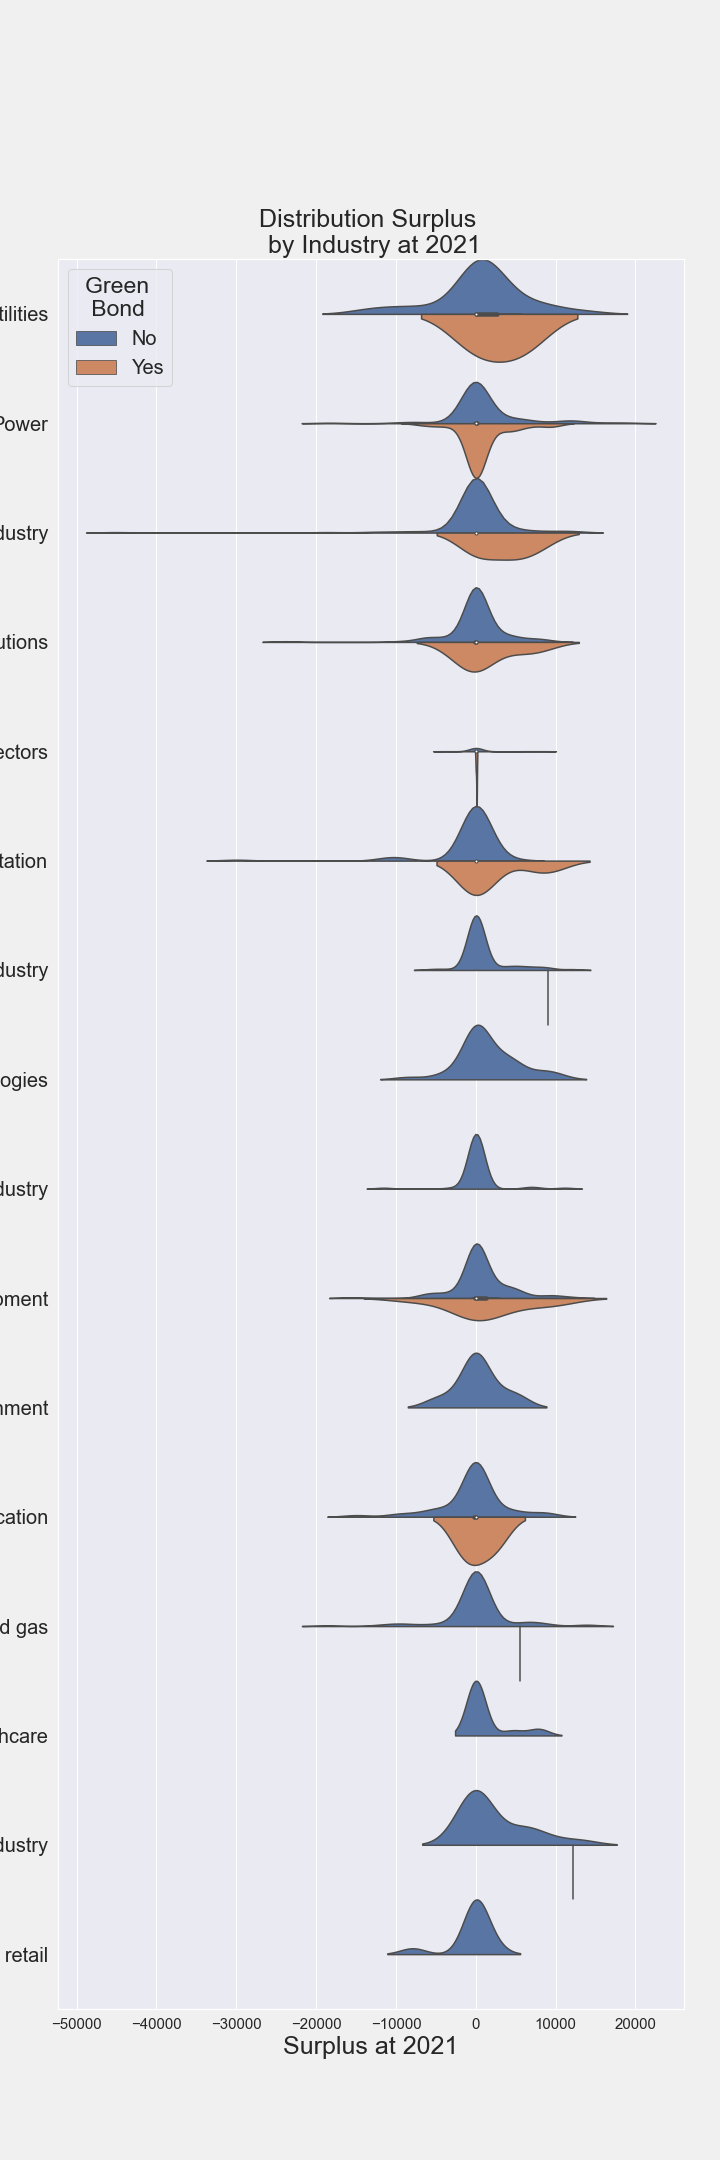 Distribution Surplus
by Industry at 2021
Green
Bond
No
Yes
tilities
Power
dustry
utions
ectors
tation
dustry
ogies
dustry
pment
nment
cation
d gas
hcare
dustry
retail
−50000 −40000 −30000 −20000 −10000 0 10000 20000
Surplus at 2021